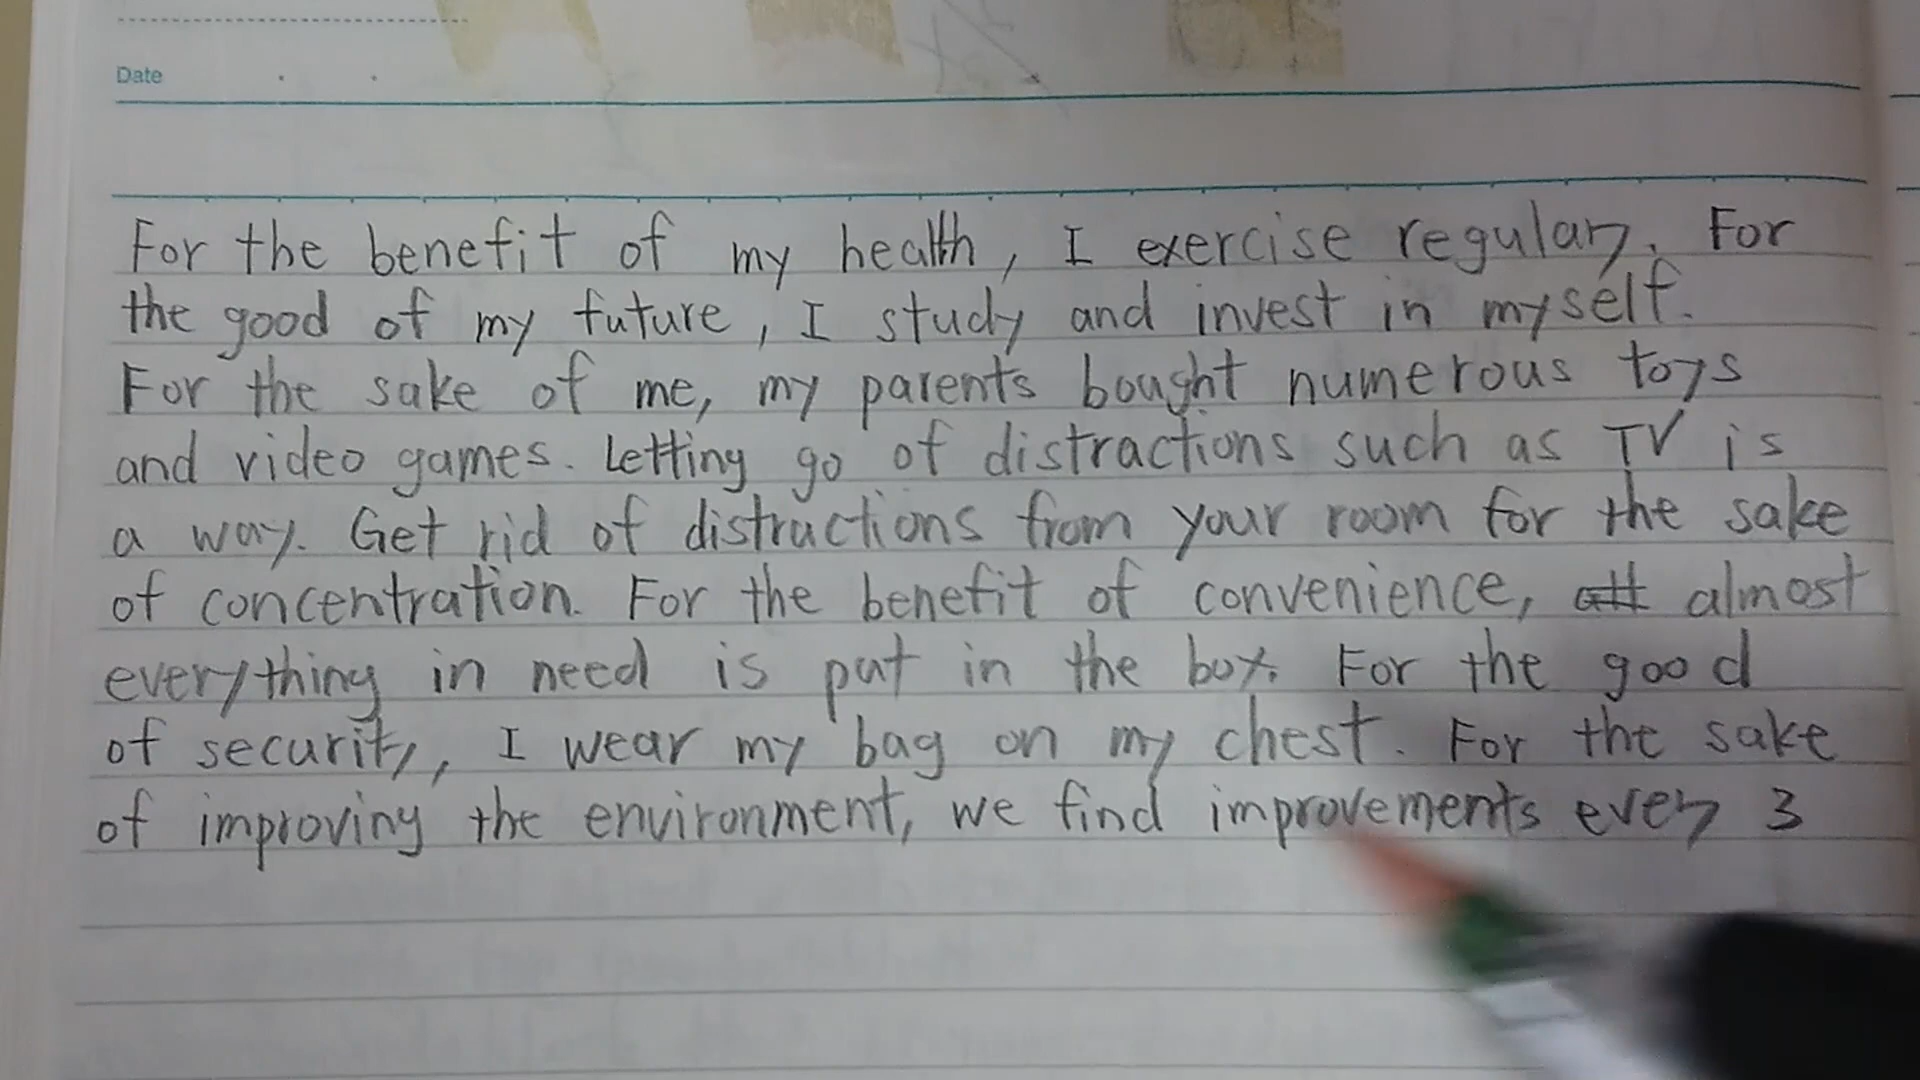 Date
For the benefit of my health, I exercise regulary. For
the good of my future, I study and invest in myself.
For the sake of me, my parents bought numerous toys
and video games. Letting go of distractions such as TV is
a way. Get rid of distractions from your room for the sake
of concentration. For the benefit of convenience, almost
everything in need is put in the box. For the good
of security, I wear my bag on my chest. For the sake
of improving the environment, we find improvements every 3